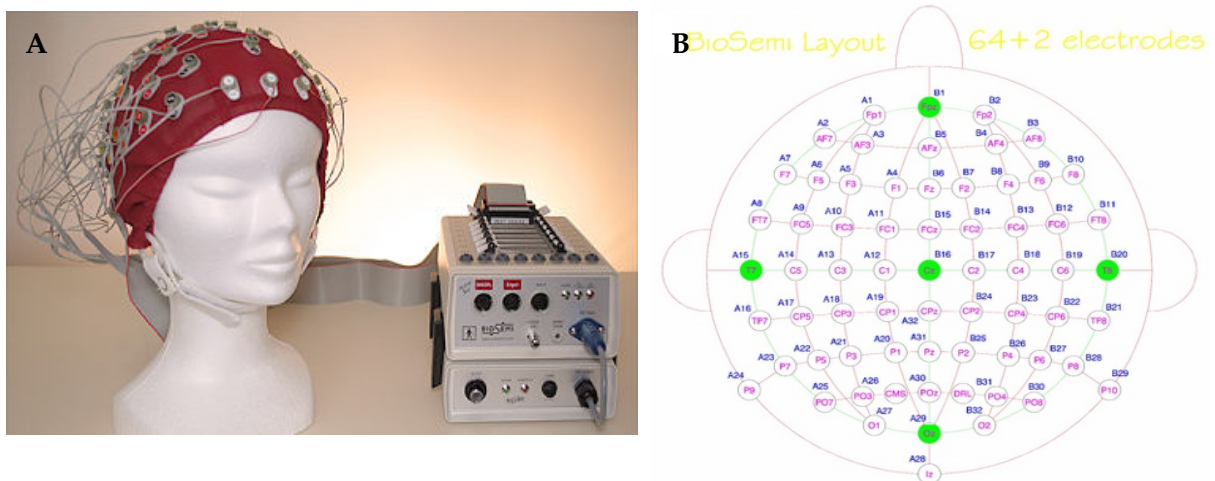 A
BIOSEMI
B
BioSemi Layout 64+2 electrodes
A1 B1 B2
Fp1 Fpz Fp2
A2 A3 B5 B4 B3
AF7 AF3 AFz AF4 AF8
A7 A6 A5 A4 B6 B7 B8 B9 B10
F7 F5 F3 F1 Fz F2 F4 F6 F8
A8 A9 A10 A11 B15 B14 B13 B12 B11
FT7 FC5 FC3 FC1 FCz FC2 FC4 FC6 FT8
A15 A14 A13 A12 B16 B17 B18 B19 B20
T7 C5 C3 C1 Cz C2 C4 C6 T8
A16 A17 A18 A19 A32 B24 B23 B22 B21
TP7 CP5 CP3 CP1 CPz CP2 CP4 CP6 TP8
A23 A22 A21 A20 A31 B25 B26 B27 B28
P7 P5 P3 P1 Pz P2 P4 P6 P8
A24 A25 A26 A30 B31 B30 B29
P9 PO7 PO3 CMS POz DRL PO4 PO8 P10
A27 A29 B32
O1 Oz O2
A28
Iz